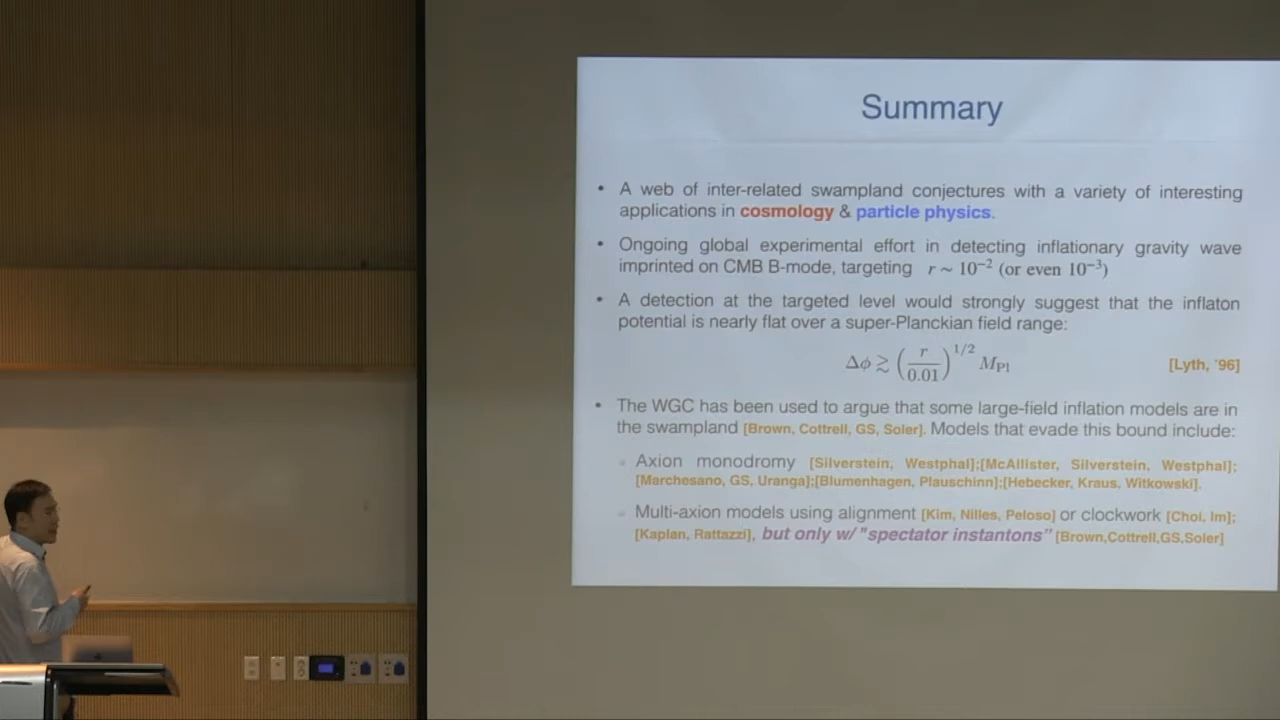 Summary
• A web of inter-related swampland conjectures with a variety of interesting
applications in cosmology & particle physics.
• Ongoing global experimental effort in detecting inflationary gravity wave
imprinted on CMB B-mode, targeting r ~ 10⁻² (or even 10⁻³)
• A detection at the targeted level would strongly suggest that the inflaton
potential is nearly flat over a super-Planckian field range:
Δϕ ≳ (r/0.01)^{1/2} M_{Pl} [Lyth, '96]
• The WGC has been used to argue that some large-field inflation models are in
the swampland [Brown, Cottrell, GS, Soler]. Models that evade this bound include:
Axion monodromy [Silverstein, Westphal];[McAllister, Silverstein, Westphal];
[Marchesano, GS, Uranga];[Blumenhagen, Plauschinn];[Hebecker, Kraus, Witkowski].
Multi-axion models using alignment [Kim, Nilles, Peloso] or clockwork [Choi, Im];
[Kaplan, Rattazzi], but only w/ "spectator instantons" [Brown,Cottrell,GS,Soler]